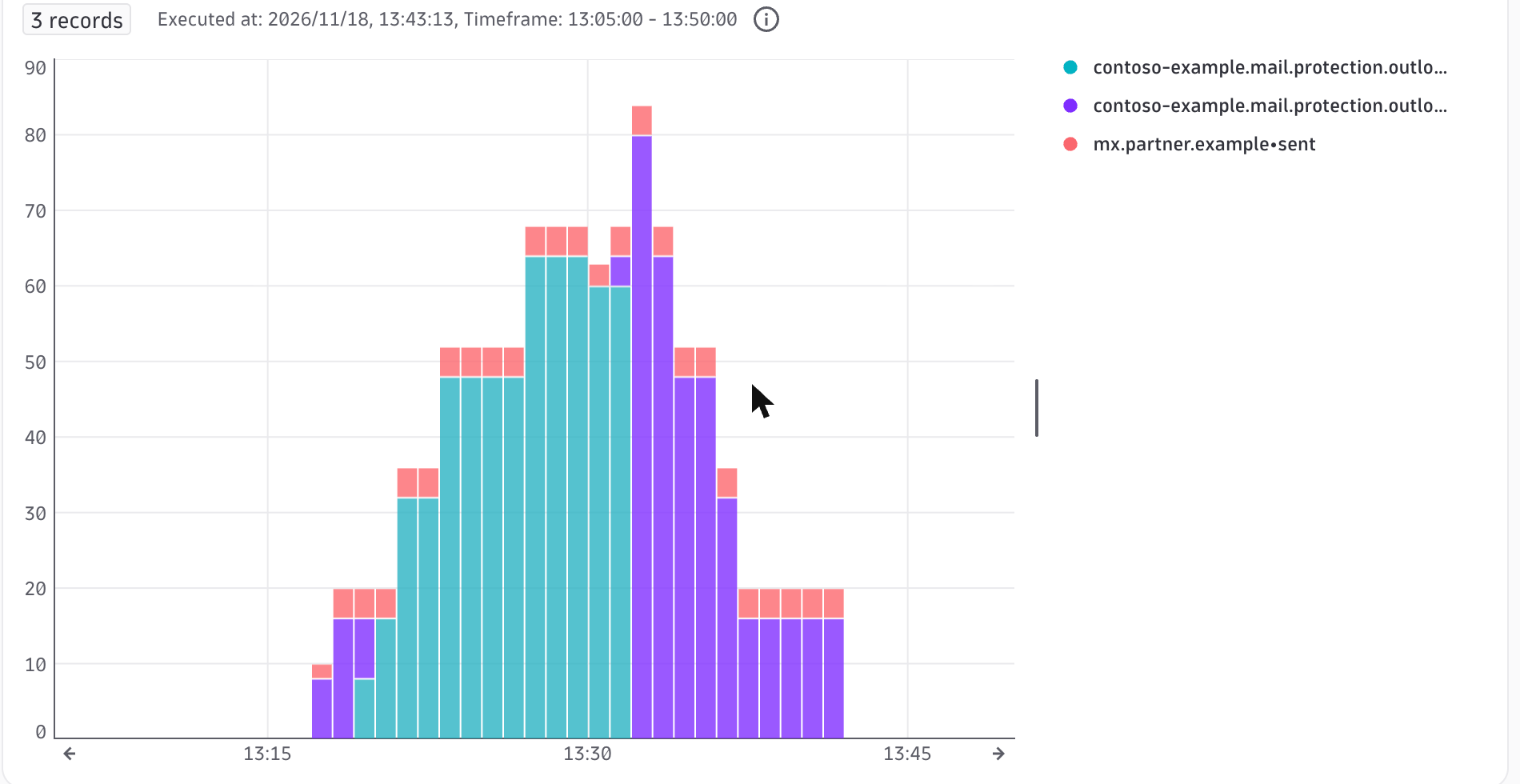 3 records Executed at: 2026/11/18, 13:43:13, Timeframe: 13:05:00 - 13:50:00
contoso-example.mail.protection.outlo...
contoso-example.mail.protection.outlo...
mx.partner.example•sent
90
80
70
60
50
40
30
20
10
0
13:15 13:30 13:45